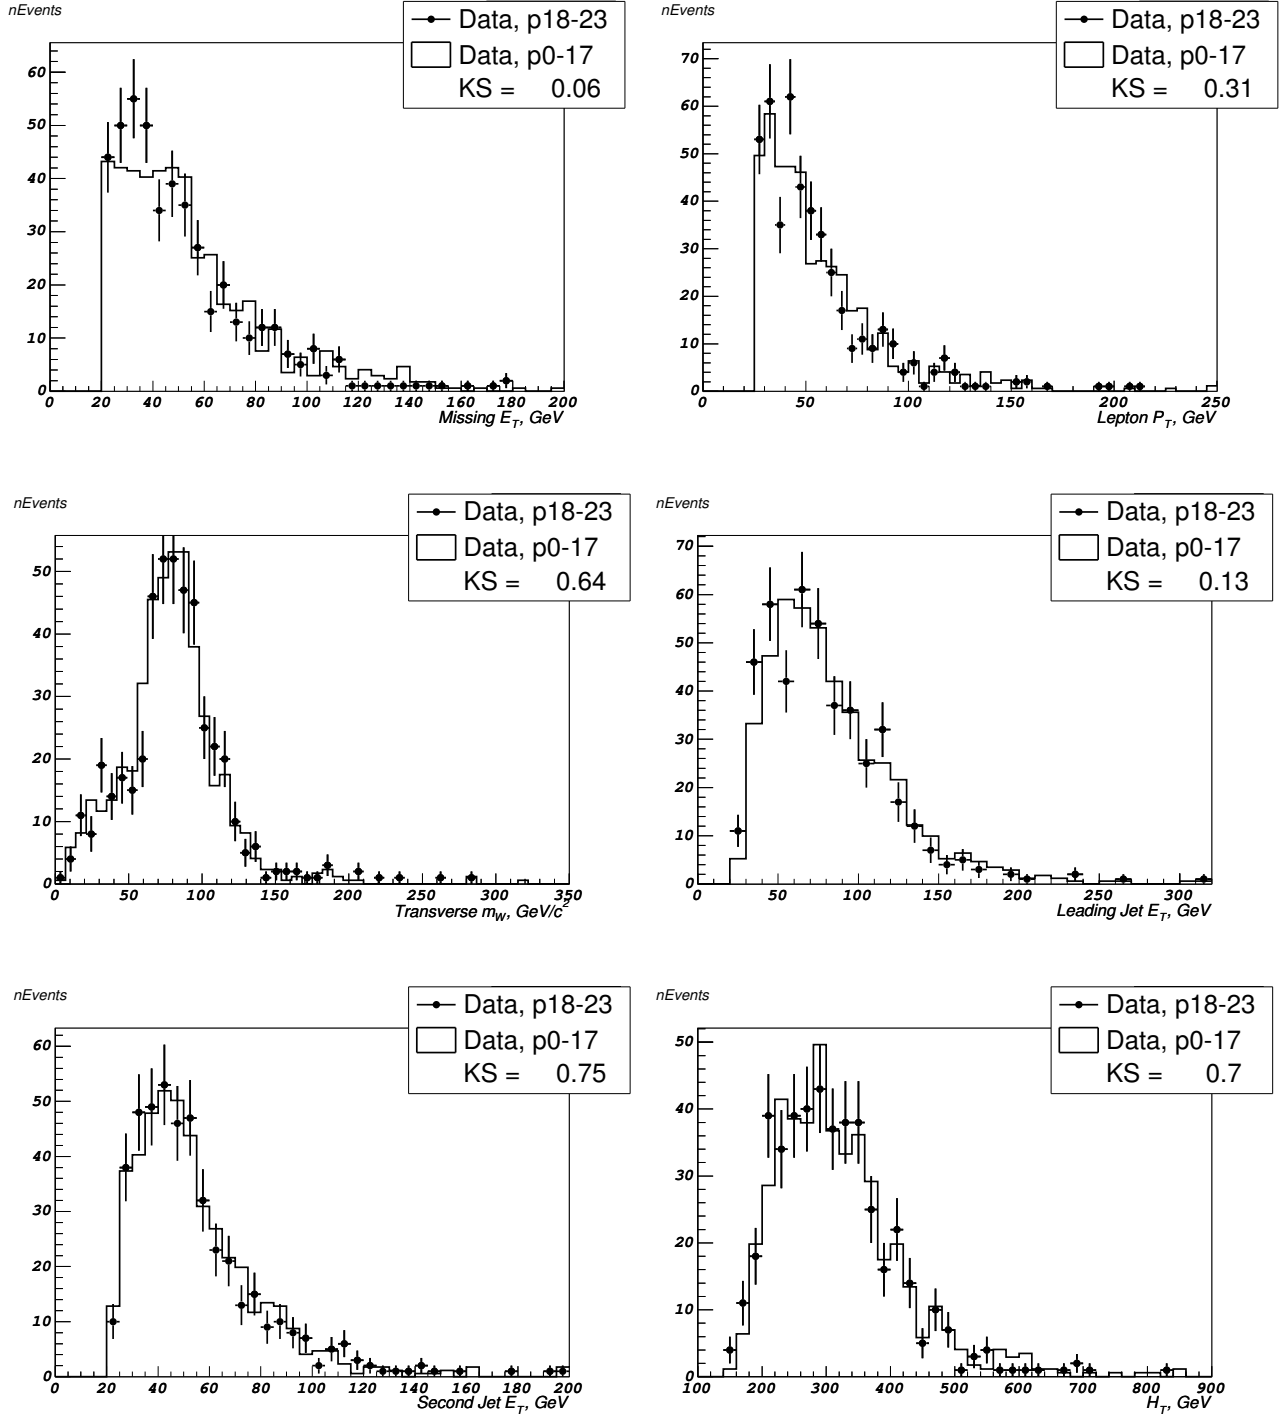 nEvents
Data, p18-23
Data, p0-17
KS = 0.06
60
50
40
30
20
10
0
0 20 40 60 80 100 120 140 160 180 200
Missing E_T, GeV
nEvents
Data, p18-23
Data, p0-17
KS = 0.31
70
60
50
40
30
20
10
0
0 50 100 150 200 250
Lepton P_T, GeV
nEvents
Data, p18-23
Data, p0-17
KS = 0.64
50
40
30
20
10
0
0 50 100 150 200 250 300 350
Transverse m_W, GeV/c^2
nEvents
Data, p18-23
Data, p0-17
KS = 0.13
70
60
50
40
30
20
10
0
0 50 100 150 200 250 300
Leading Jet E_T, GeV
nEvents
Data, p18-23
Data, p0-17
KS = 0.75
60
50
40
30
20
10
0
0 20 40 60 80 100 120 140 160 180 200
Second Jet E_T, GeV
nEvents
Data, p18-23
Data, p0-17
KS = 0.7
50
40
30
20
10
0
100 200 300 400 500 600 700 800 900
H_T, GeV